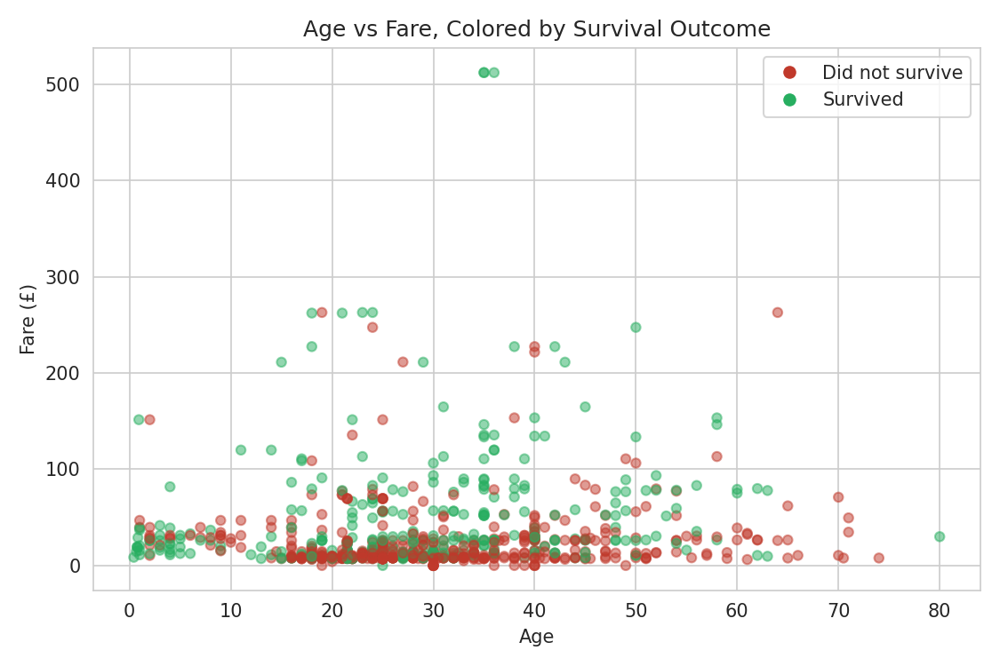 Age vs Fare, Colored by Survival Outcome
Did not survive
Survived
Fare (£)
500
400
300
200
100
0
0 10 20 30 40 50 60 70 80
Age